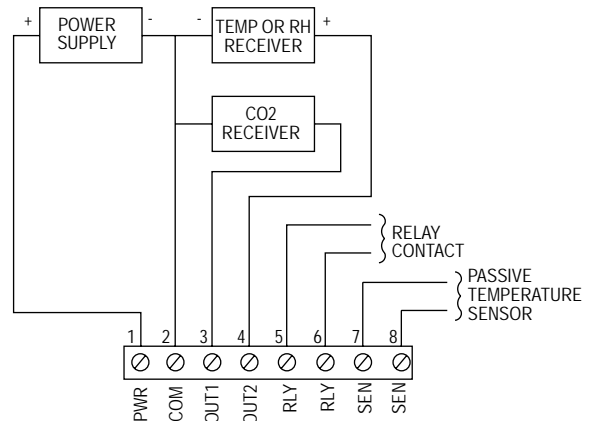 + POWER SUPPLY -
- TEMP OR RH RECEIVER +
CO2 RECEIVER
RELAY
CONTACT
PASSIVE
TEMPERATURE
SENSOR
1 2 3 4 5 6 7 8
PWR COM OUT1 OUT2 RLY RLY SEN SEN